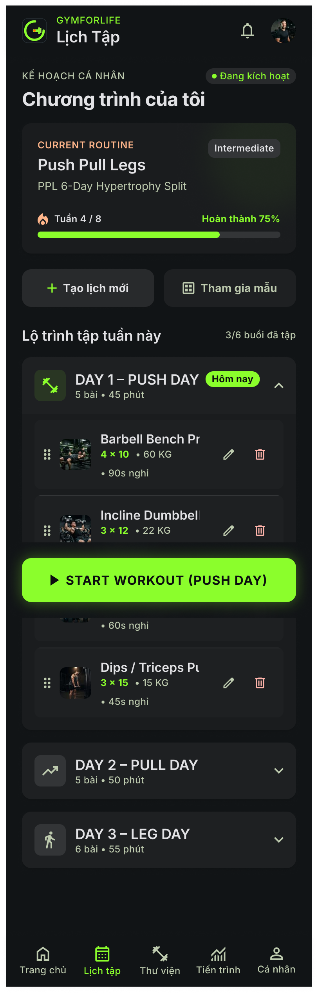 GYMFORLIFE
Lịch Tập
KẾ HOẠCH CÁ NHÂN
Đang kích hoạt
Chương trình của tôi
CURRENT ROUTINE
Intermediate
Push Pull Legs
PPL 6-Day Hypertrophy Split
Tuần 4 / 8
Hoàn thành 75%
Tạo lịch mới
Tham gia mẫu
Lộ trình tập tuần này
3/6 buổi đã tập
DAY 1 – PUSH DAY
Hôm nay
5 bài • 45 phút
Barbell Bench Pr
4 × 10 • 60 KG
• 90s nghỉ
Incline Dumbbell
3 × 12 • 22 KG
START WORKOUT (PUSH DAY)
• 60s nghỉ
Dips / Triceps Pu
3 × 15 • 15 KG
• 45s nghỉ
DAY 2 – PULL DAY
5 bài • 50 phút
DAY 3 – LEG DAY
6 bài • 55 phút
Trang chủ
Lịch tập
Thư viện
Tiến trình
Cá nhân